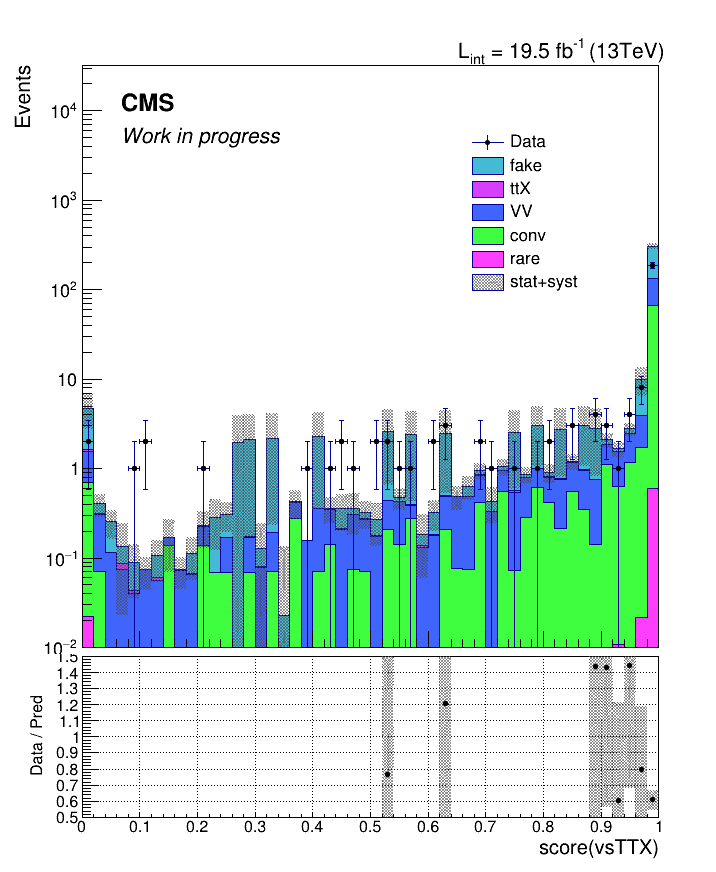 L_int = 19.5 fb^-1 (13TeV)
Events
CMS
Work in progress
Data
fake
ttX
VV
conv
rare
stat+syst
10^4
10^3
10^2
10
1
10^−1
10^−2
Data / Pred
1.5
1.4
1.3
1.2
1.1
1
0.9
0.8
0.7
0.6
0.5
0 0.1 0.2 0.3 0.4 0.5 0.6 0.7 0.8 0.9 1
score(vsTTX)